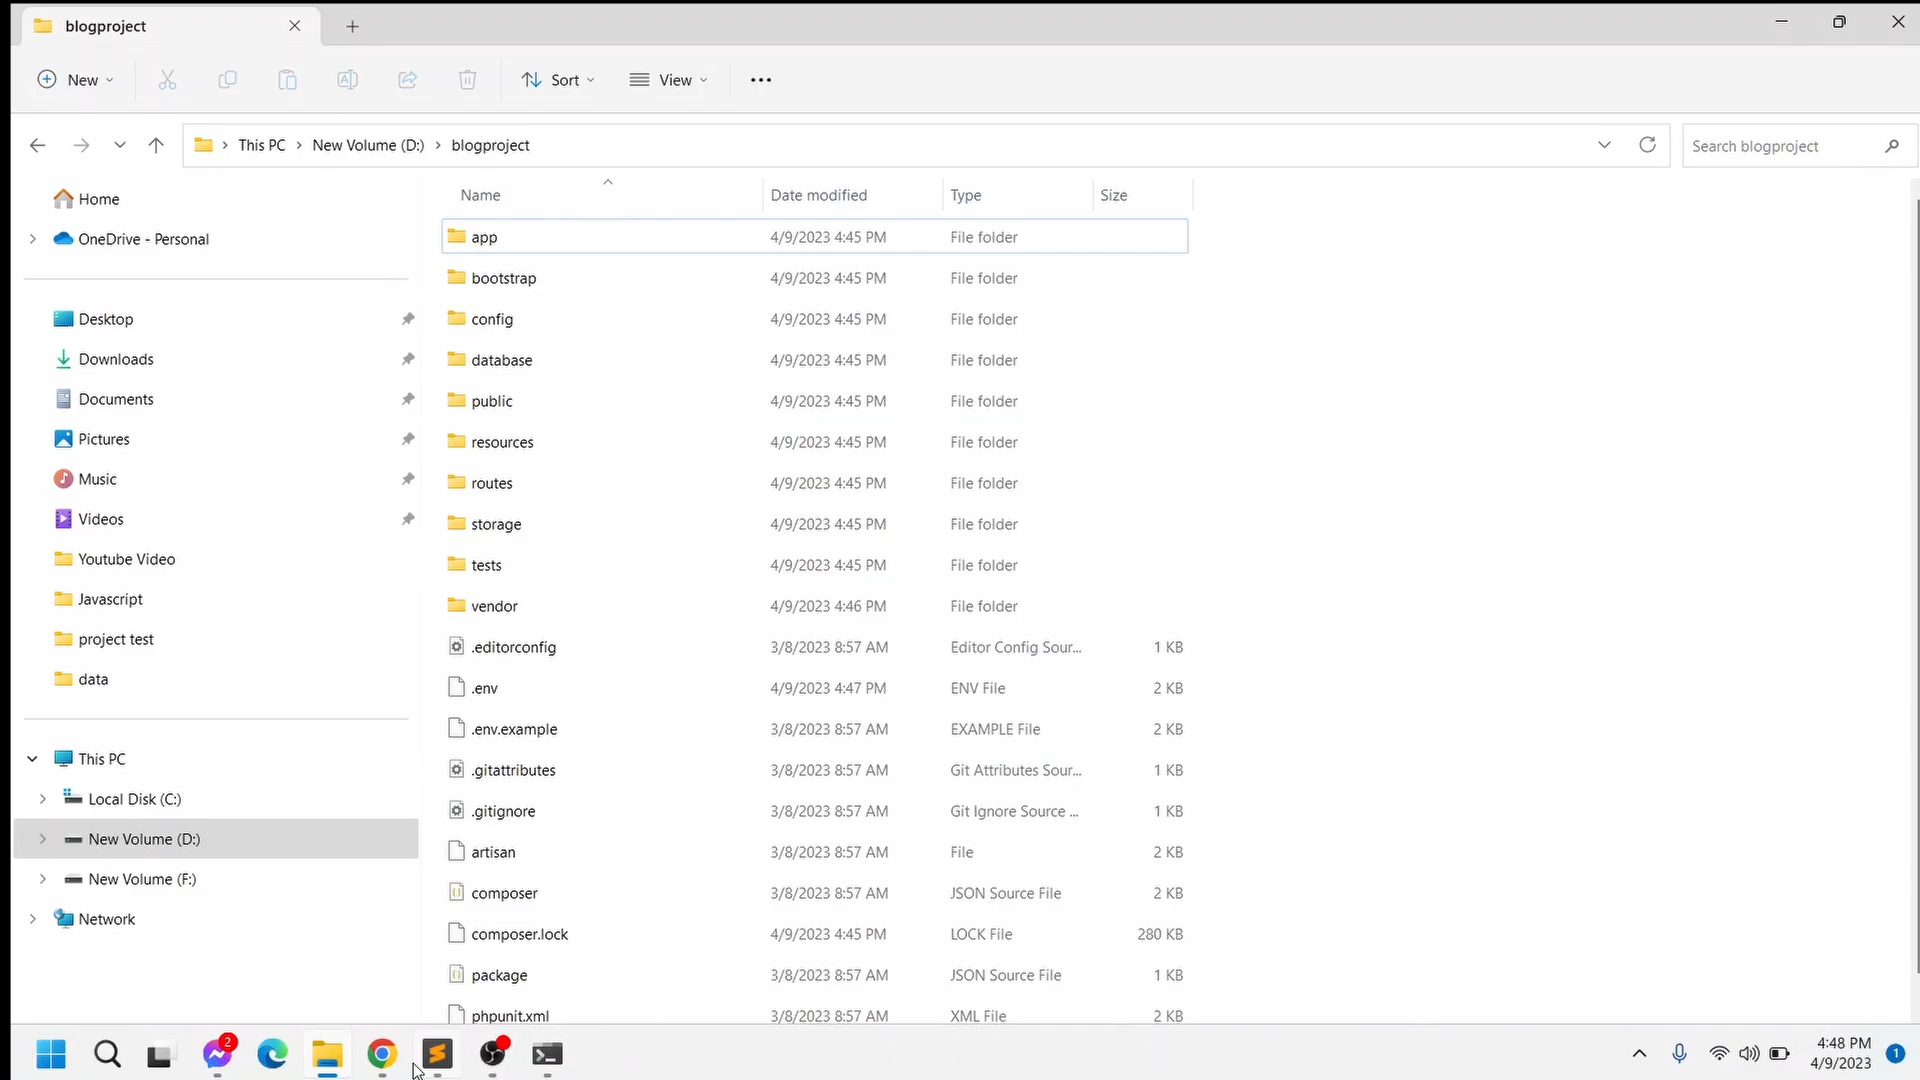 blogproject
New
Sort
View
This PC
New Volume (D:)
blogproject
Search blogproject
Home
OneDrive - Personal
Desktop
Downloads
Documents
Pictures
Music
Videos
Youtube Video
Javascript
project test
data
This PC
Local Disk (C:)
New Volume (D:)
New Volume (F:)
Network
Name Date modified Type Size
app 4/9/2023 4:45 PM File folder
bootstrap 4/9/2023 4:45 PM File folder
config 4/9/2023 4:45 PM File folder
database 4/9/2023 4:45 PM File folder
public 4/9/2023 4:45 PM File folder
resources 4/9/2023 4:45 PM File folder
routes 4/9/2023 4:45 PM File folder
storage 4/9/2023 4:45 PM File folder
tests 4/9/2023 4:45 PM File folder
vendor 4/9/2023 4:46 PM File folder
.editorconfig 3/8/2023 8:57 AM Editor Config Sour... 1 KB
.env 4/9/2023 4:47 PM ENV File 2 KB
.env.example 3/8/2023 8:57 AM EXAMPLE File 2 KB
.gitattributes 3/8/2023 8:57 AM Git Attributes Sour... 1 KB
.gitignore 3/8/2023 8:57 AM Git Ignore Source ... 1 KB
artisan 3/8/2023 8:57 AM File 2 KB
composer 3/8/2023 8:57 AM JSON Source File 2 KB
composer.lock 4/9/2023 4:45 PM LOCK File 280 KB
package 3/8/2023 8:57 AM JSON Source File 1 KB
phpunit.xml 3/8/2023 8:57 AM XML File 2 KB
2
4:48 PM
4/9/2023
1